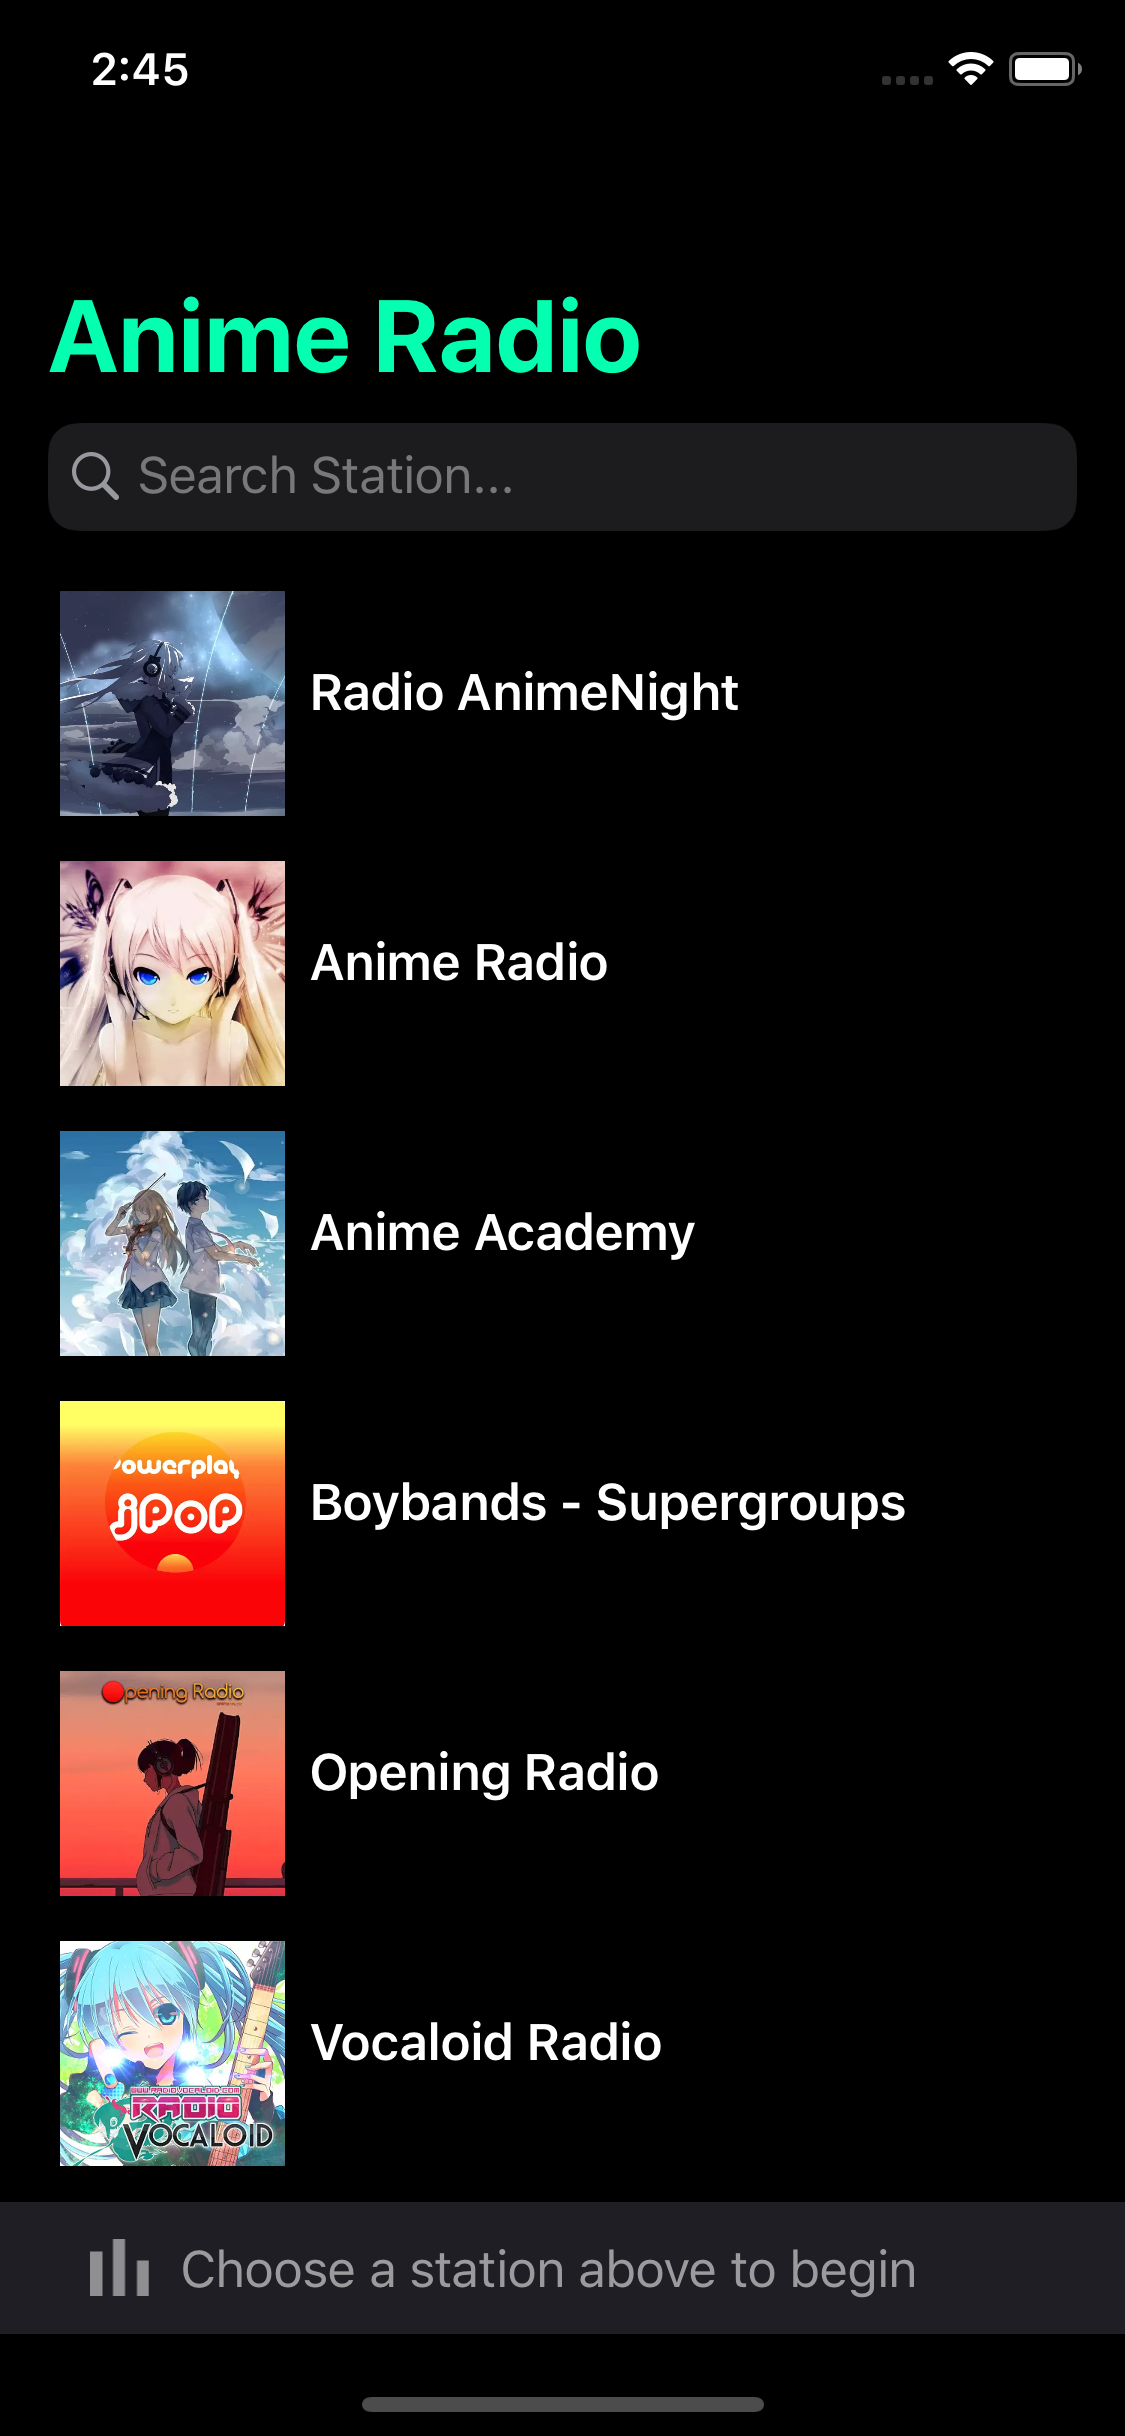 2:45
Anime Radio
Search Station...
Radio AnimeNight
Anime Radio
Anime Academy
owerplay
jPOP
Boybands - Supergroups
Opening Radio
Opening Radio
WWW.RADIOVOCALOID.COM
RADIO
VOCALOID
Vocaloid Radio
Choose a station above to begin